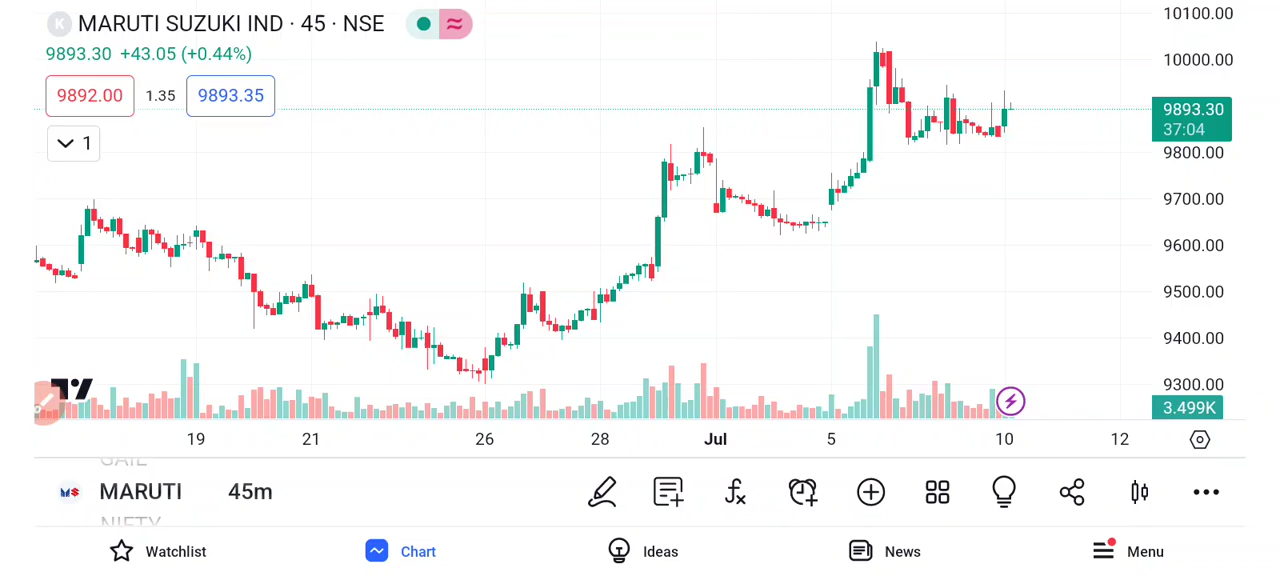 K MARUTI SUZUKI IND · 45 · NSE
9893.30 +43.05 (+0.44%)
9892.00 1.35 9893.35
1
10100.00
10000.00
9893.30
37:04
9800.00
9700.00
9600.00
9500.00
9400.00
9300.00
3.499K
19 21 26 28 Jul 5 10 12
GAIL
MARUTI 45m
NIFTY
Watchlist Chart Ideas News Menu